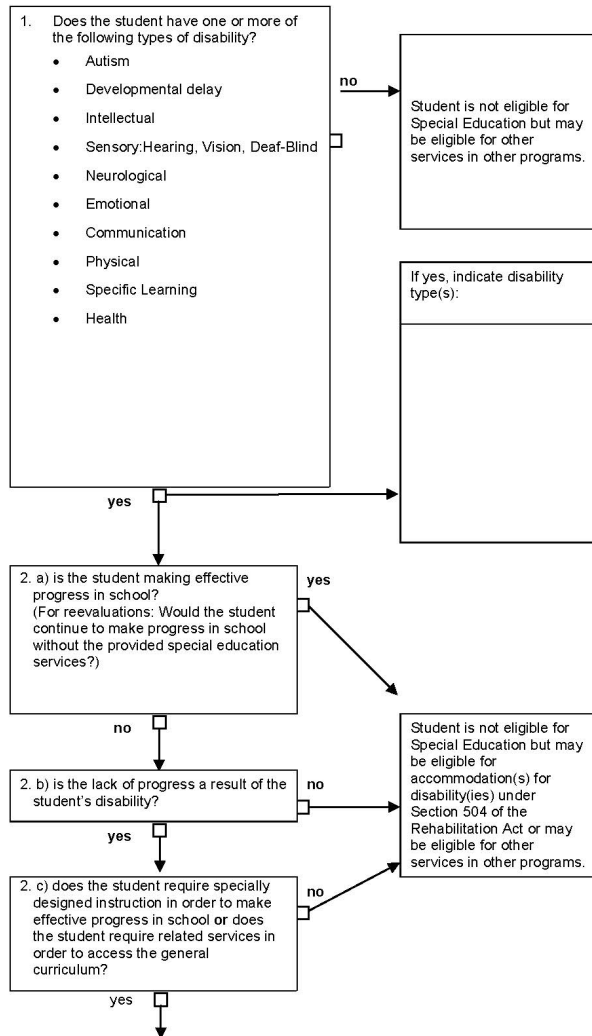 1. Does the student have one or more of
the following types of disability?
• Autism
• Developmental delay
• Intellectual
• Sensory:Hearing, Vision, Deaf-Blind
• Neurological
• Emotional
• Communication
• Physical
• Specific Learning
• Health
no
Student is not eligible for
Special Education but may
be eligible for other
services in other programs.
If yes, indicate disability
type(s):
yes
2. a) is the student making effective
progress in school?
(For reevaluations: Would the student
continue to make progress in school
without the provided special education
services?)
yes
no
2. b) is the lack of progress a result of the
student's disability?
no
yes
Student is not eligible for
Special Education but may
be eligible for
accommodation(s) for
disability(ies) under
Section 504 of the
Rehabilitation Act or may
be eligible for other
services in other programs.
2. c) does the student require specially
designed instruction in order to make
effective progress in school or does
the student require related services in
order to access the general
curriculum?
no
yes